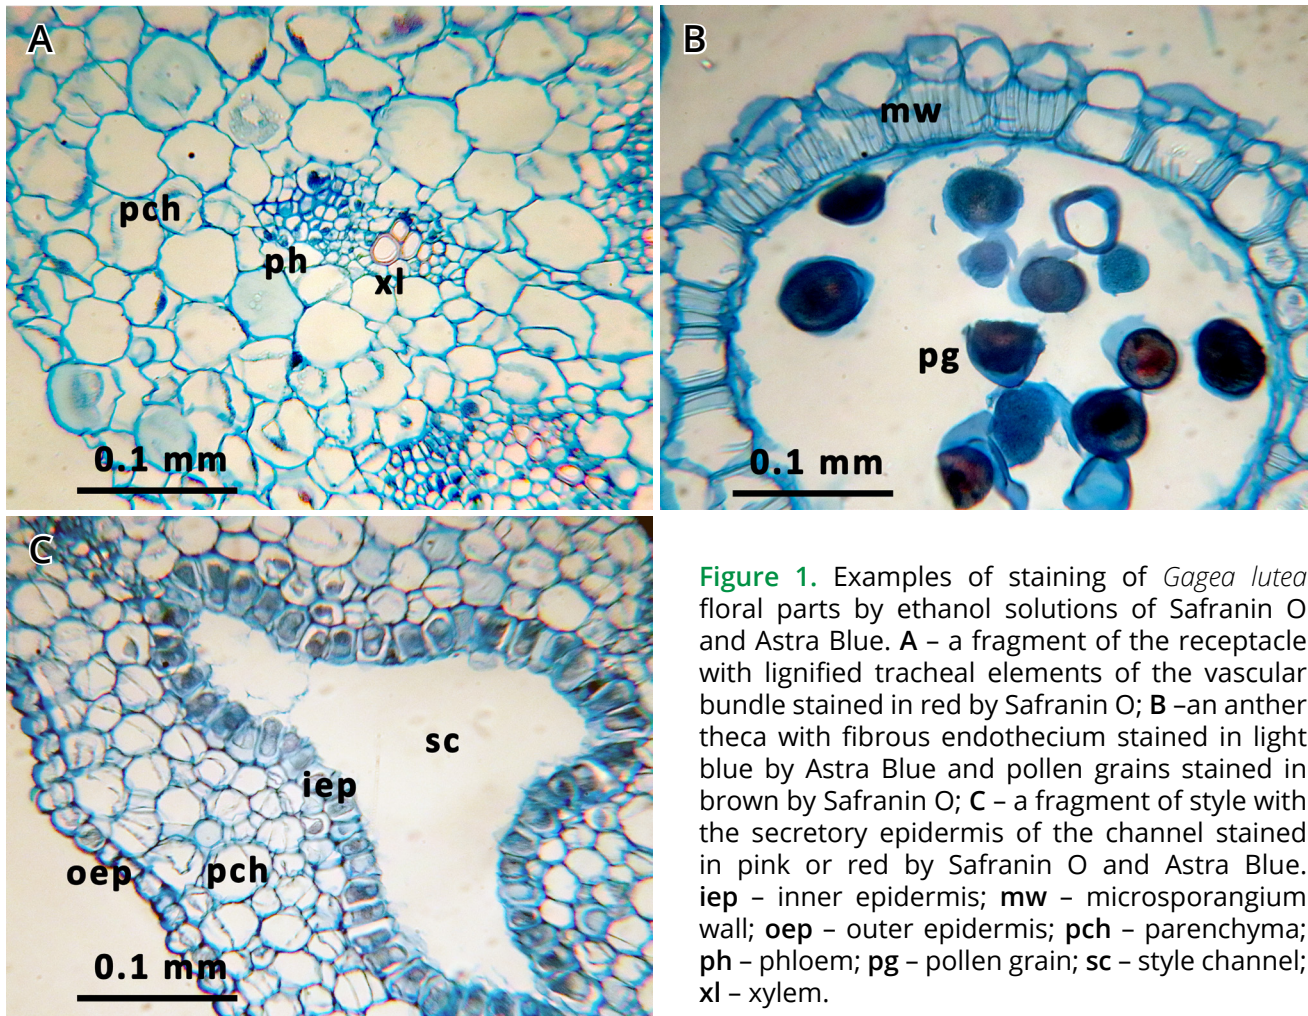 A
pch
ph
xl
0.1 mm
B
mw
pg
0.1 mm
C
sc
iep
oep
pch
0.1 mm
Figure 1. Examples of staining of Gagea lutea
floral parts by ethanol solutions of Safranin O
and Astra Blue. A – a fragment of the receptacle
with lignified tracheal elements of the vascular
bundle stained in red by Safranin O; B –an anther
theca with fibrous endothecium stained in light
blue by Astra Blue and pollen grains stained in
brown by Safranin O; C – a fragment of style with
the secretory epidermis of the channel stained
in pink or red by Safranin O and Astra Blue.
iep – inner epidermis; mw – microsporangium
wall; oep – outer epidermis; pch – parenchyma;
ph – phloem; pg – pollen grain; sc – style channel;
xl – xylem.